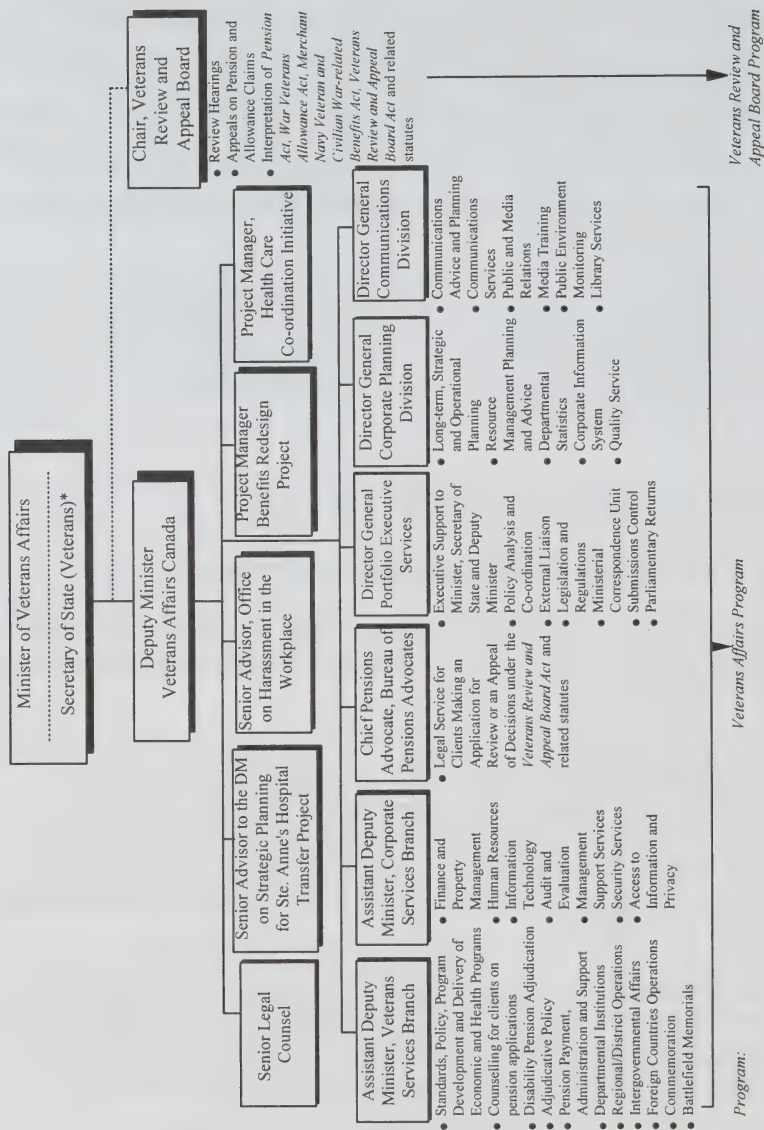 Minister of Veterans Affairs
Secretary of State (Veterans)*
Deputy Minister
Veterans Affairs Canada
Chair, Veterans
Review and
Appeal Board
● Review Hearings
● Appeals on Pension and
Allowance Claims
● Interpretation of Pension
Act, War Veterans
Allowance Act, Merchant
Navy Veteran and
Civilian War-related
Benefits Act, Veterans
Review and Appeal
Board Act and related
statutes
Senior Legal
Counsel
Senior Advisor to the DM
on Strategic Planning
for Ste. Anne's Hospital
Transfer Project
Senior Advisor, Office
on Harassment in the
Workplace
Project Manager
Benefits Redesign
Project
Project Manager,
Health Care
Co-ordination Initiative
Assistant Deputy
Minister, Veterans
Services Branch
● Standards, Policy, Program
Development and Delivery of
Economic and Health Programs
● Counselling for clients on
pension applications
● Disability Pension Adjudication
● Adjudicative Policy
● Pension Payment,
Administration and Support
● Departmental Institutions
● Regional/District Operations
● Intergovernmental Affairs
● Foreign Countries Operations
● Commemoration
● Battlefield Memorials
Assistant Deputy
Minister, Corporate
Services Branch
● Finance and
Property
Management
● Human Resources
● Information
Technology
● Audit and
Evaluation
● Management
Support Services
● Security Services
● Access to
Information and
Privacy
Chief Pensions
Advocate, Bureau of
Pensions Advocates
● Legal Service for
Clients Making an
Application for
Review or an Appeal
of Decisions under the
Veterans Review and
Appeal Board Act and
related statutes
Director General
Portfolio Executive
Services
● Executive Support to
Minister, Secretary of
State and Deputy
Minister
● Policy Analysis and
Co-ordination
● External Liaison
● Legislation and
Regulations
● Ministerial
Correspondence Unit
● Submissions Control
● Parliamentary Returns
Director General
Corporate Planning
Division
● Long-term, Strategic
and Operational
Planning
● Resource
Management Planning
and Advice
● Departmental
Statistics
● Corporate Information
System
● Quality Service
Director General
Communications
Division
● Communications
Advice and Planning
● Communications
Services
● Public and Media
Relations
● Media Training
● Public Environment
Monitoring
● Library Services
Program:
Veterans Affairs Program
Veterans Review and
Appeal Board Program